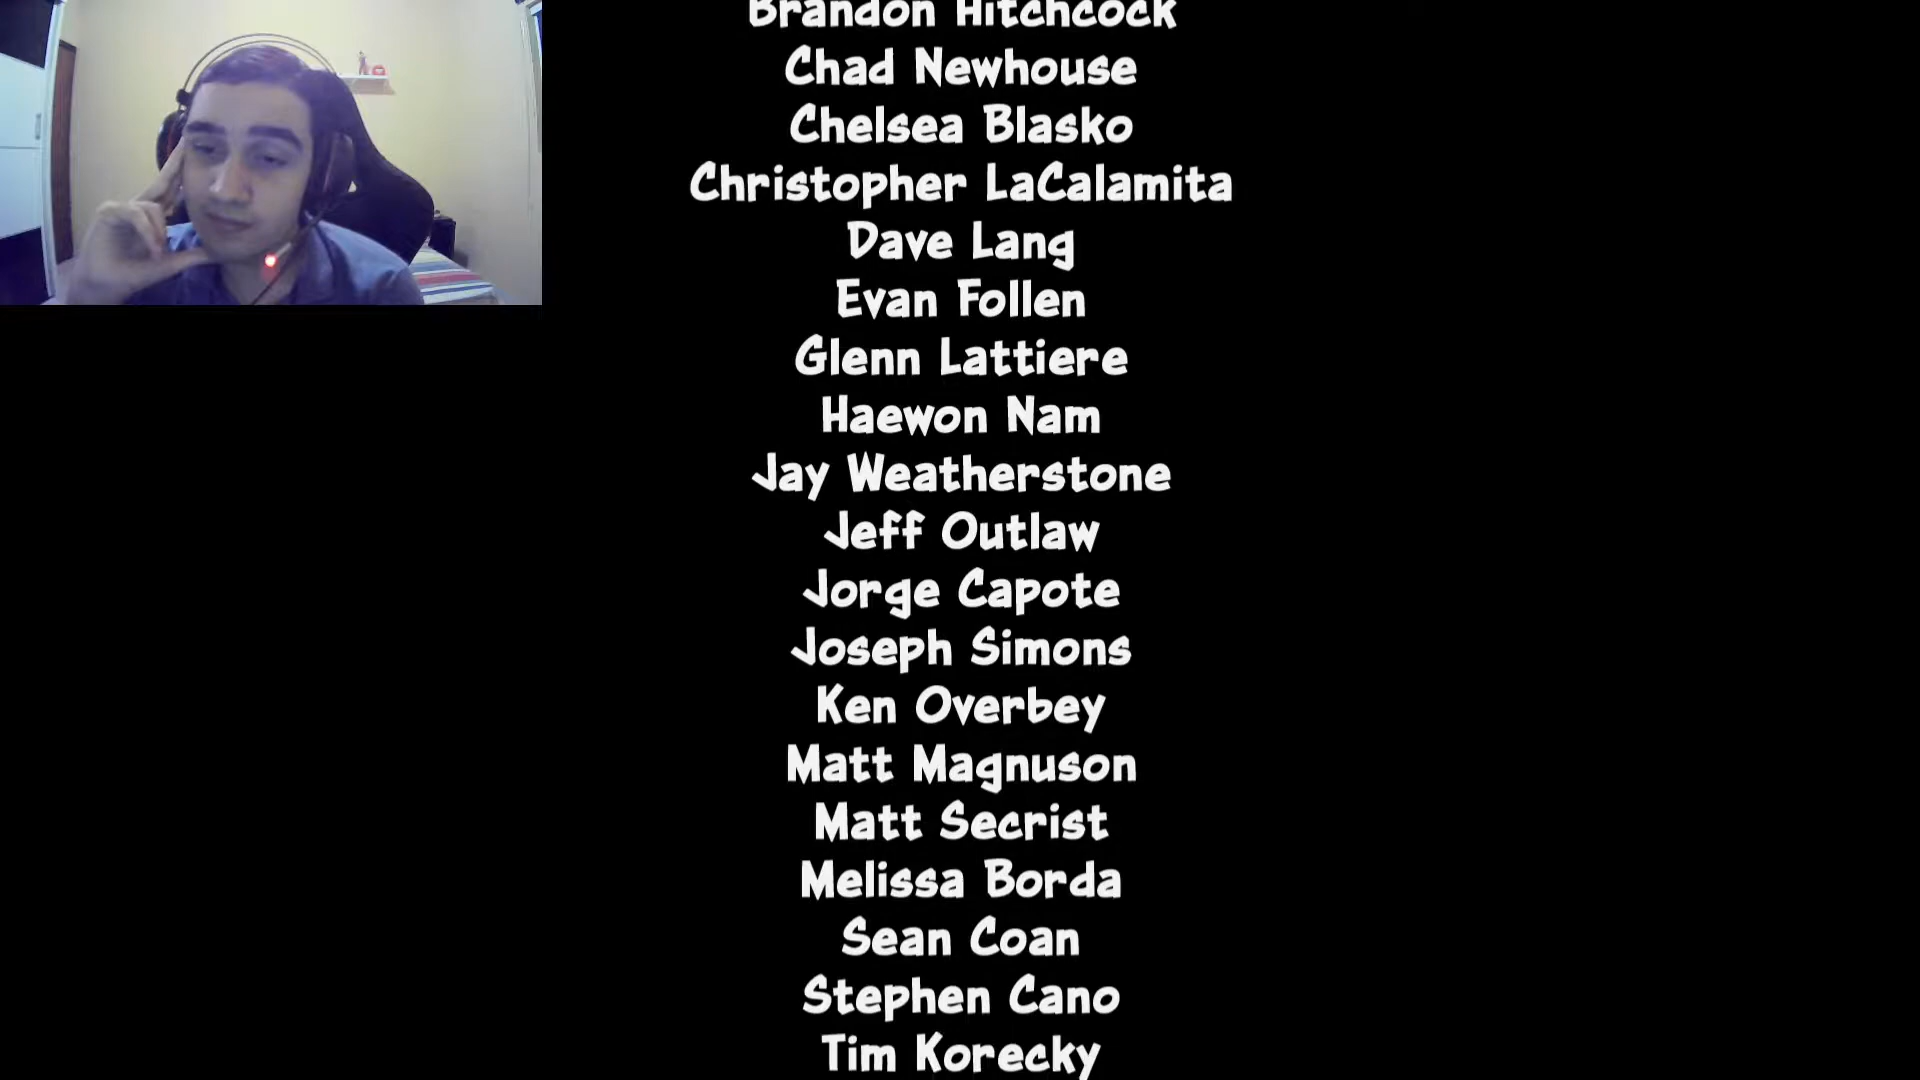 Brandon Hitchcock
Chad Newhouse
Chelsea Blasko
Christopher LaCalamita
Dave Lang
Evan Follen
Glenn Lattiere
Haewon Nam
Jay Weatherstone
Jeff Outlaw
Jorge Capote
Joseph Simons
Ken Overbey
Matt Magnuson
Matt Secrist
Melissa Borda
Sean Coan
Stephen Cano
Tim Korecky